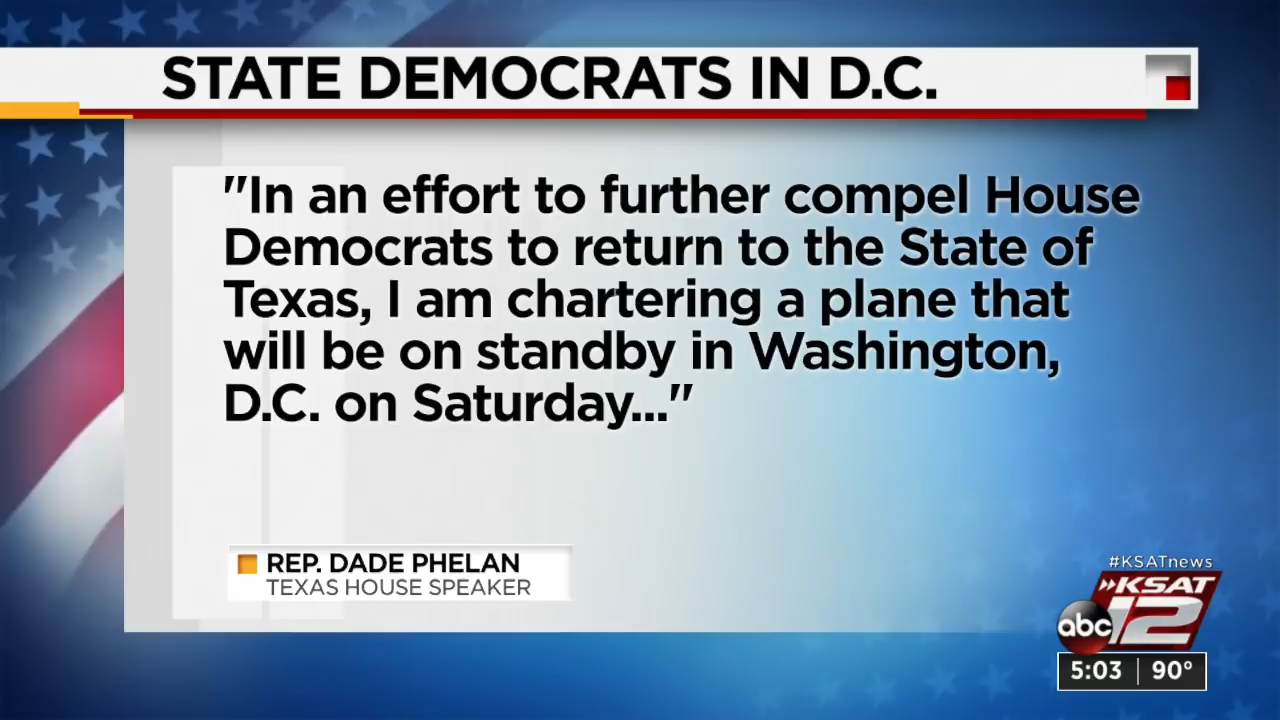 STATE DEMOCRATS IN D.C.
"In an effort to further compel House
Democrats to return to the State of
Texas, I am chartering a plane that
will be on standby in Washington,
D.C. on Saturday..."
REP. DADE PHELAN
TEXAS HOUSE SPEAKER
#KSATnews
KSAT
abc 12
5:03 90°